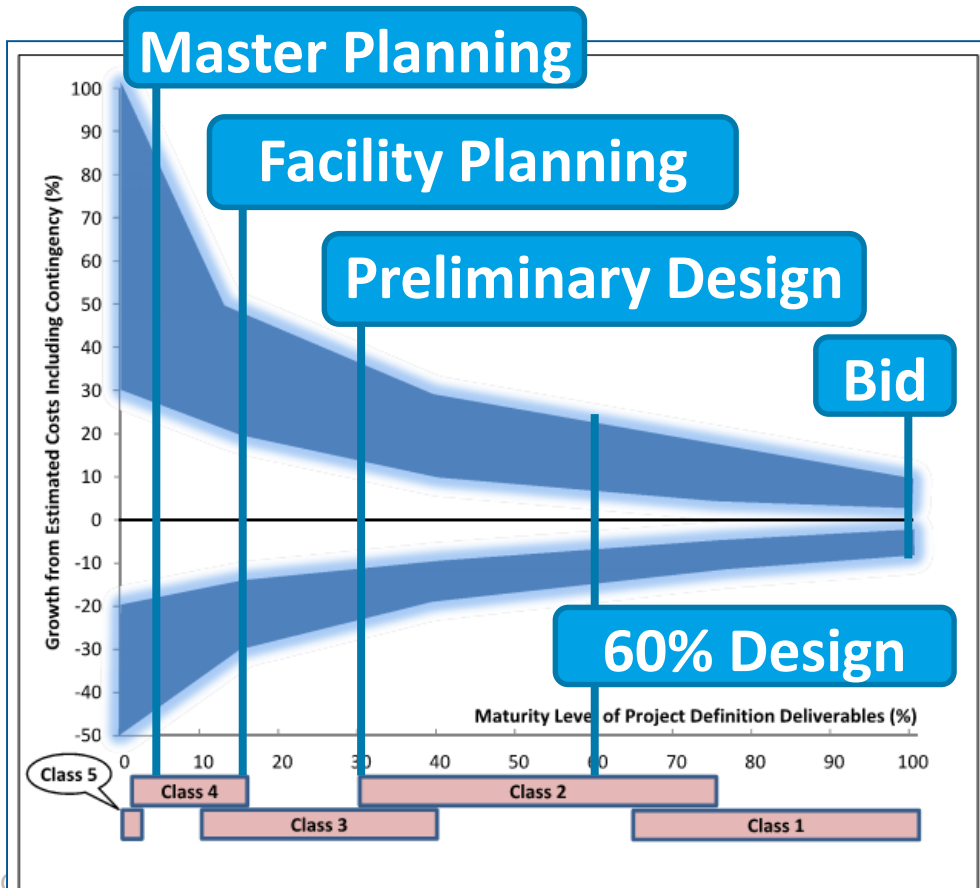 Master Planning
Facility Planning
Preliminary Design
Bid
60% Design
Growth from Estimated Costs Including Contingency (%)
100
90
80
70
60
50
40
30
20
10
0
-10
-20
-30
-40
-50
Maturity Level of Project Definition Deliverables (%)
0 10 20 30 40 50 60 70 80 90 100
Class 5
Class 4
Class 2
Class 3
Class 1